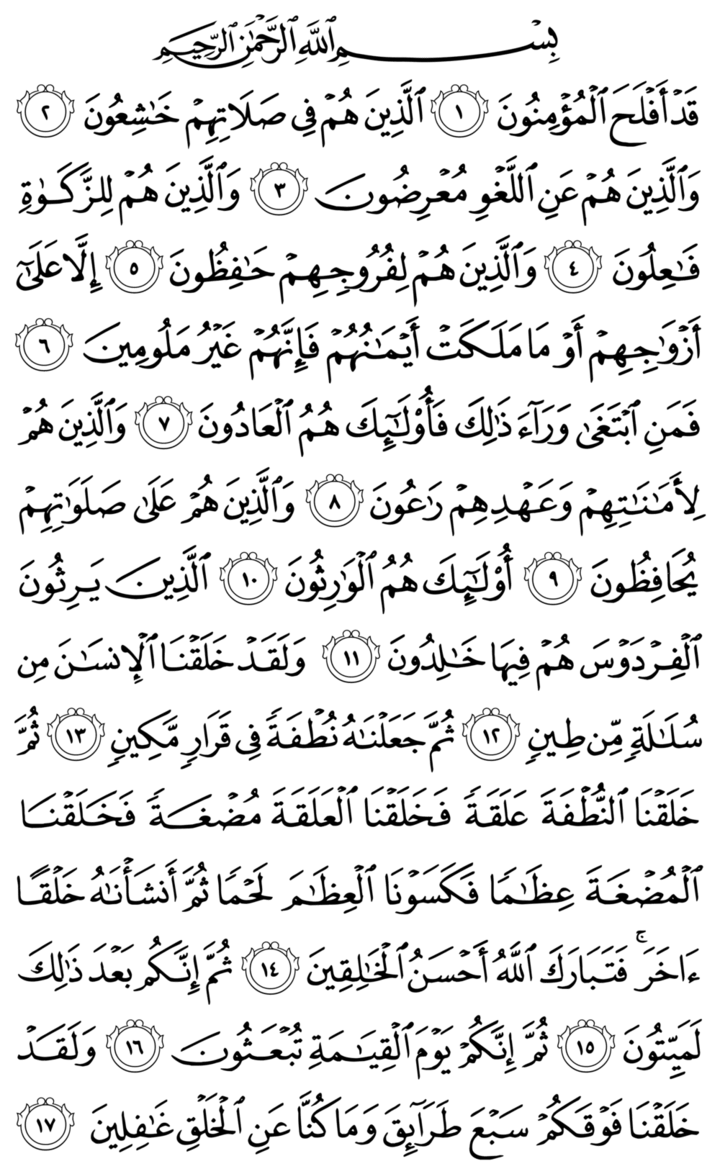 بِسْمِ ٱللَّهِ ٱلرَّحْمَٰنِ ٱلرَّحِيمِ
قَدْ أَفْلَحَ ٱلْمُؤْمِنُونَ ١ ٱلَّذِينَ هُمْ فِى صَلَاتِهِمْ خَٰشِعُونَ ٢
وَٱلَّذِينَ هُمْ عَنِ ٱللَّغْوِ مُعْرِضُونَ ٣ وَٱلَّذِينَ هُمْ لِلزَّكَوٰةِ
فَٰعِلُونَ ٤ وَٱلَّذِينَ هُمْ لِفُرُوجِهِمْ حَٰفِظُونَ ٥ إِلَّا عَلَىٰٓ
أَزْوَٰجِهِمْ أَوْ مَا مَلَكَتْ أَيْمَٰنُهُمْ فَإِنَّهُمْ غَيْرُ مَلُومِينَ ٦
فَمَنِ ٱبْتَغَىٰ وَرَآءَ ذَٰلِكَ فَأُو۟لَٰٓئِكَ هُمُ ٱلْعَادُونَ ٧ وَٱلَّذِينَ هُمْ
لِأَمَٰنَٰتِهِمْ وَعَهْدِهِمْ رَٰعُونَ ٨ وَٱلَّذِينَ هُمْ عَلَىٰ صَلَوَٰتِهِمْ
يُحَافِظُونَ ٩ أُو۟لَٰٓئِكَ هُمُ ٱلْوَٰرِثُونَ ١٠ ٱلَّذِينَ يَرِثُونَ
ٱلْفِرْدَوْسَ هُمْ فِيهَا خَٰلِدُونَ ١١ وَلَقَدْ خَلَقْنَا ٱلْإِنسَٰنَ مِن
سُلَٰلَةٍ مِّن طِينٍ ١٢ ثُمَّ جَعَلْنَٰهُ نُطْفَةً فِى قَرَارٍ مَّكِينٍ ١٣ ثُمَّ
خَلَقْنَا ٱلنُّطْفَةَ عَلَقَةً فَخَلَقْنَا ٱلْعَلَقَةَ مُضْغَةً فَخَلَقْنَا
ٱلْمُضْغَةَ عِظَٰمًا فَكَسَوْنَا ٱلْعِظَٰمَ لَحْمًا ثُمَّ أَنشَأْنَٰهُ خَلْقًا
ءَاخَرَ ۚ فَتَبَارَكَ ٱللَّهُ أَحْسَنُ ٱلْخَٰلِقِينَ ١٤ ثُمَّ إِنَّكُم بَعْدَ ذَٰلِكَ
لَمَيِّتُونَ ١٥ ثُمَّ إِنَّكُمْ يَوْمَ ٱلْقِيَٰمَةِ تُبْعَثُونَ ١٦ وَلَقَدْ
خَلَقْنَا فَوْقَكُمْ سَبْعَ طَرَآئِقَ وَمَا كُنَّا عَنِ ٱلْخَلْقِ غَٰفِلِينَ ١٧